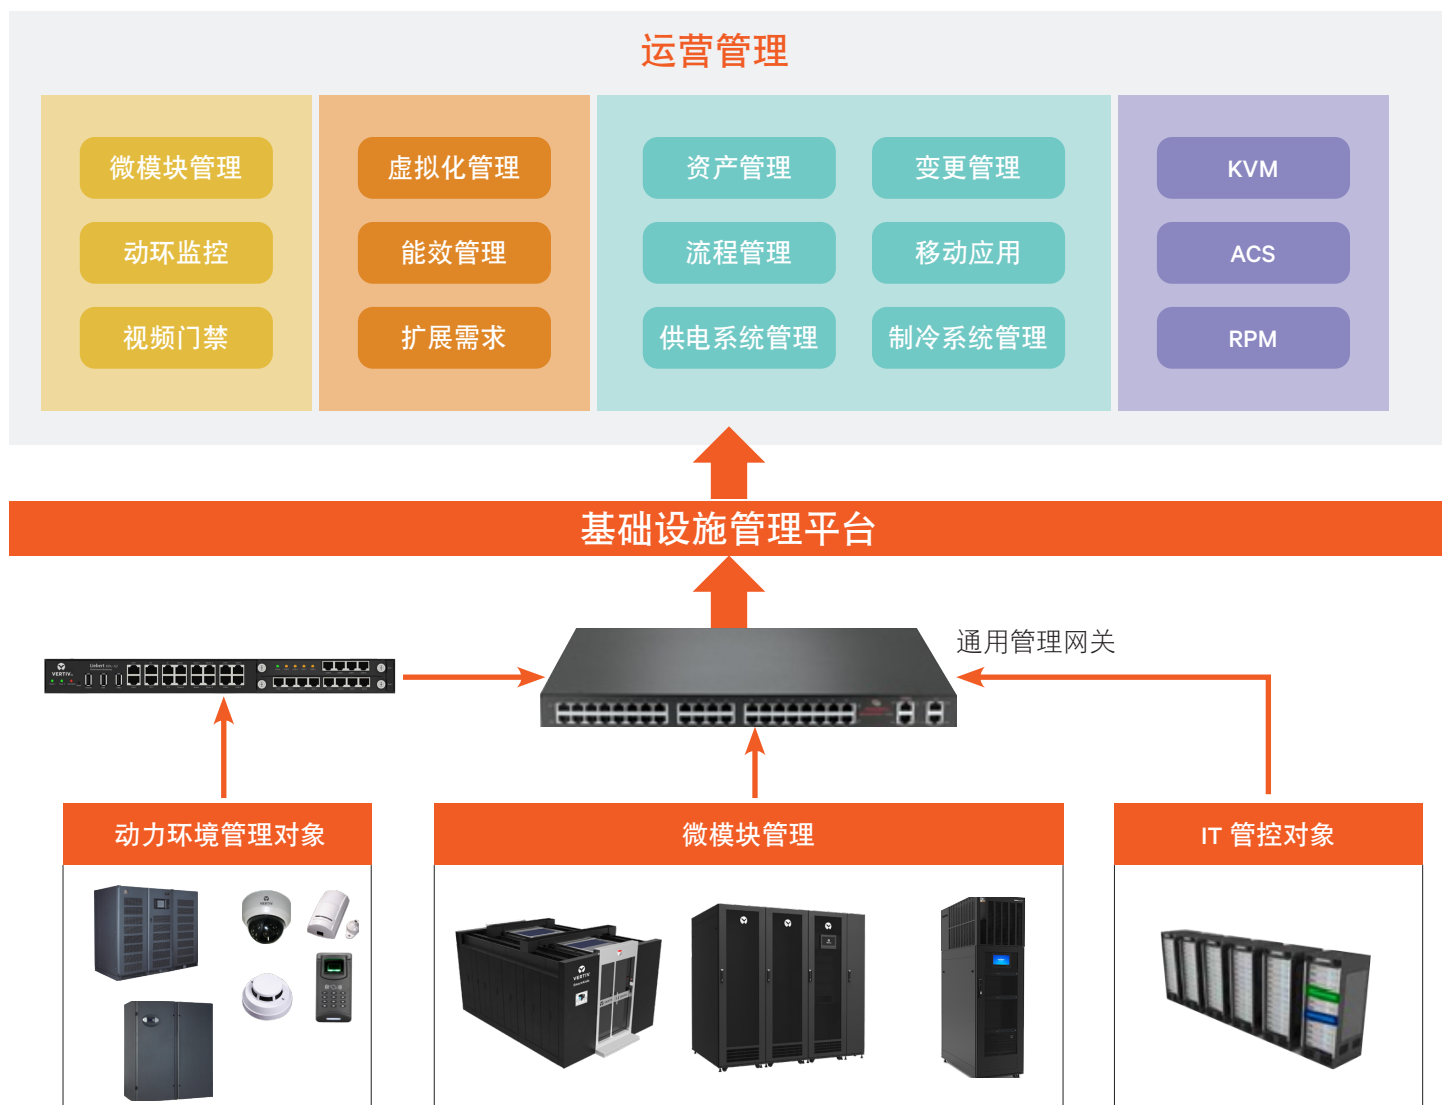 运营管理
微模块管理
动环监控
视频门禁
虚拟化管理
能效管理
扩展需求
资产管理
变更管理
流程管理
移动应用
供电系统管理
制冷系统管理
KVM
ACS
RPM
基础设施管理平台
通用管理网关
VERTIV
Liebert
动力环境管理对象
微模块管理
IT 管控对象
VERTIV
VERTIV